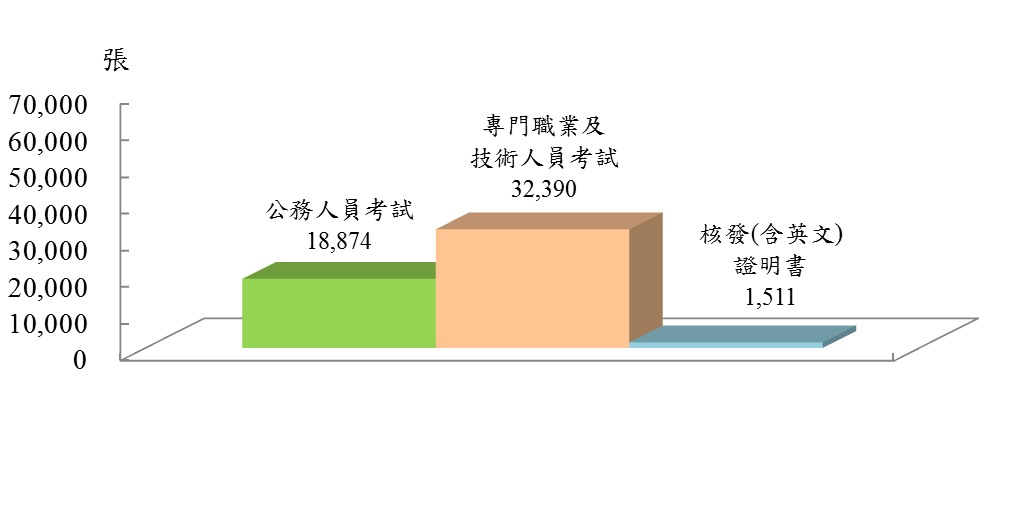 張
70,000
60,000
50,000
40,000
30,000
20,000
10,000
0
公務人員考試
18,874
專門職業及
技術人員考試
32,390
核發(含英文)
證明書
1,511